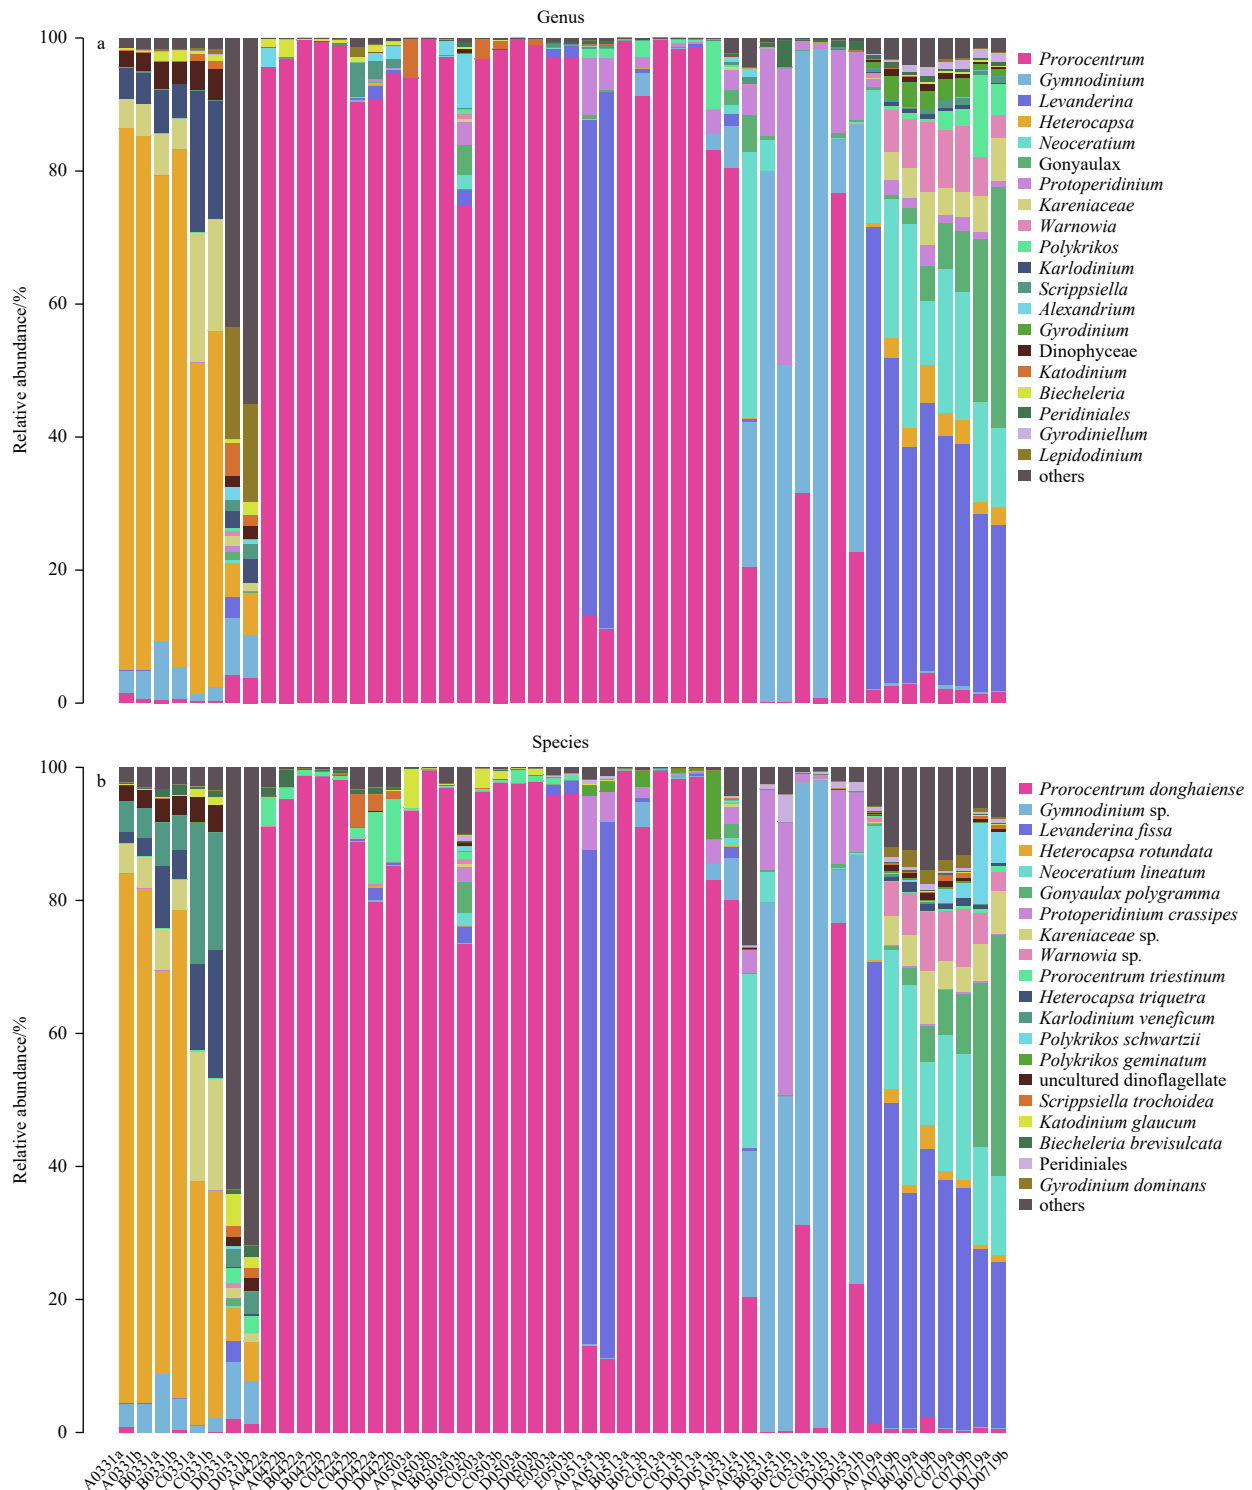 Genus
a
100
80
60
40
20
0
Relative abundance/%
Prorocentrum
Gymnodinium
Levanderina
Heterocapsa
Neoceratium
Gonyaulax
Protoperidinium
Kareniaceae
Warnowia
Polykrikos
Karlodinium
Scrippsiella
Alexandrium
Gyrodinium
Dinophyceae
Katodinium
Biecheleria
Peridiniales
Gyrodiniellum
Lepidodinium
others
Species
b
100
80
60
40
20
0
Relative abundance/%
Prorocentrum donghaiense
Gymnodinium sp.
Levanderina fissa
Heterocapsa rotundata
Neoceratium lineatum
Gonyaulax polygramma
Protoperidinium crassipes
Kareniaceae sp.
Warnowia sp.
Prorocentrum triestinum
Heterocapsa triquetra
Karlodinium veneficum
Polykrikos schwartzii
Polykrikos geminatum
uncultured dinoflagellate
Scrippsiella trochoidea
Katodinium glaucum
Biecheleria brevisulcata
Peridiniales
Gyrodinium dominans
others
A0331a
A0331b
B0331a
B0331b
C0331a
C0331b
D0331a
D0331b
A0422a
A0422b
B0422a
B0422b
C0422a
C0422b
D0422a
D0422b
A0503a
A0503b
B0503a
B0503b
C0503a
C0503b
D0503a
D0503b
E0503a
E0503b
A0513a
A0513b
B0513a
B0513b
C0513a
C0513b
D0513a
D0513b
A0531a
A0531b
B0531a
B0531b
C0531a
C0531b
D0531a
D0531b
A0719a
A0719b
B0719a
B0719b
C0719a
C0719b
D0719a
D0719b